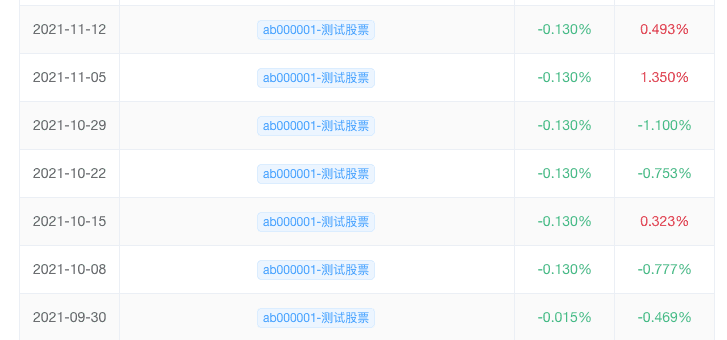 2021-11-12 ab000001-测试股票 -0.130% 0.493%
2021-11-05 ab000001-测试股票 -0.130% 1.350%
2021-10-29 ab000001-测试股票 -0.130% -1.100%
2021-10-22 ab000001-测试股票 -0.130% -0.753%
2021-10-15 ab000001-测试股票 -0.130% 0.323%
2021-10-08 ab000001-测试股票 -0.130% -0.777%
2021-09-30 ab000001-测试股票 -0.015% -0.469%